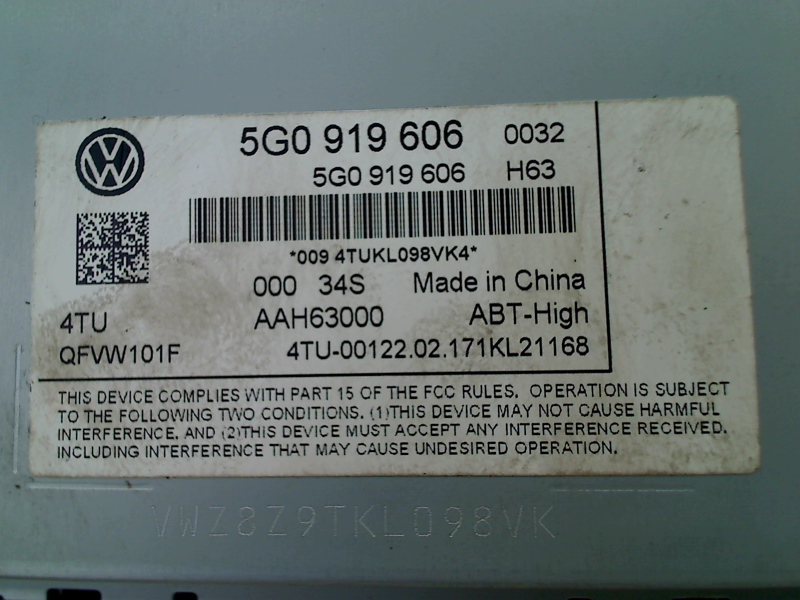 5G0 919 606 0032
5G0 919 606 H63
*009 4TUKL098VK4*
000 34S Made in China
4TU AAH63000 ABT-High
QFVW101F 4TU-00122.02.171KL21168
THIS DEVICE COMPLIES WITH PART 15 OF THE FCC RULES. OPERATION IS SUBJECT
TO THE FOLLOWING TWO CONDITIONS. (1)THIS DEVICE MAY NOT CAUSE HARMFUL
INTERFERENCE, AND (2)THIS DEVICE MUST ACCEPT ANY INTERFERENCE RECEIVED.
INCLUDING INTERFERENCE THAT MAY CAUSE UNDESIRED OPERATION.
VWZ8Z9TKL098VK